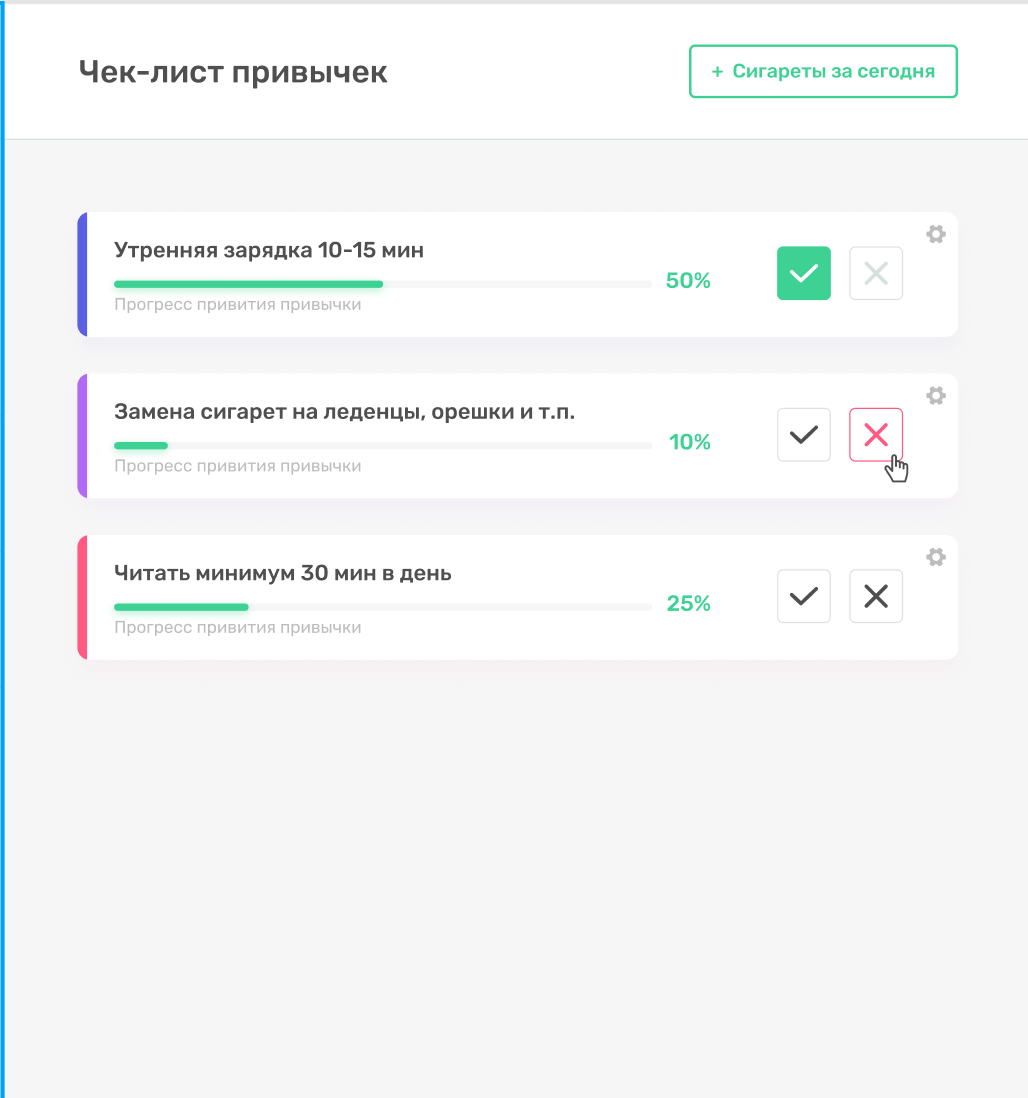 Чек-лист привычек
+ Сигареты за сегодня
Утренняя зарядка 10-15 мин
50%
Прогресс привития привычки
Замена сигарет на леденцы, орешки и т.п.
10%
Прогресс привития привычки
Читать минимум 30 мин в день
25%
Прогресс привития привычки